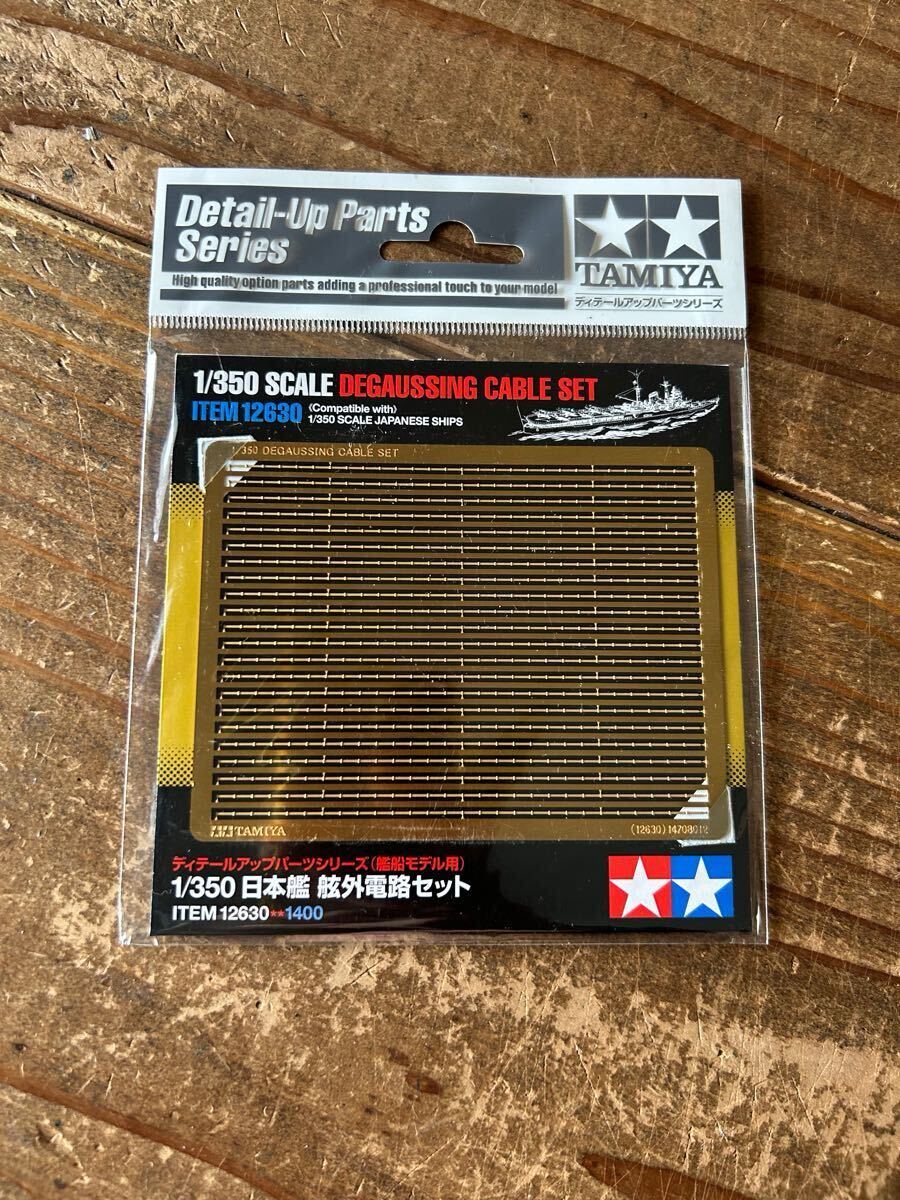 Detail-Up Parts
Series
High quality option parts adding a professional touch to your model
TAMIYA
ディテールアップパーツシリーズ
1/350 SCALE DEGAUSSING CABLE SET
ITEM 12630 〈Compatible with〉
1/350 SCALE JAPANESE SHIPS
1/350 DEGAUSSING CABLE SET
TAMIYA (12630) 14708012
ディテールアップパーツシリーズ（艦船モデル用）
1/350 日本艦 舷外電路セット
ITEM 12630**1400